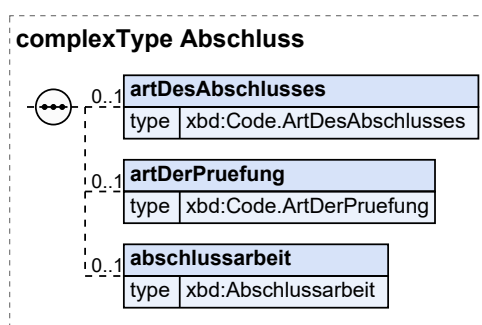 complexType Abschluss
0..1
artDesAbschlusses
type xbd:Code.ArtDesAbschlusses
0..1
artDerPruefung
type xbd:Code.ArtDerPruefung
0..1
abschlussarbeit
type xbd:Abschlussarbeit